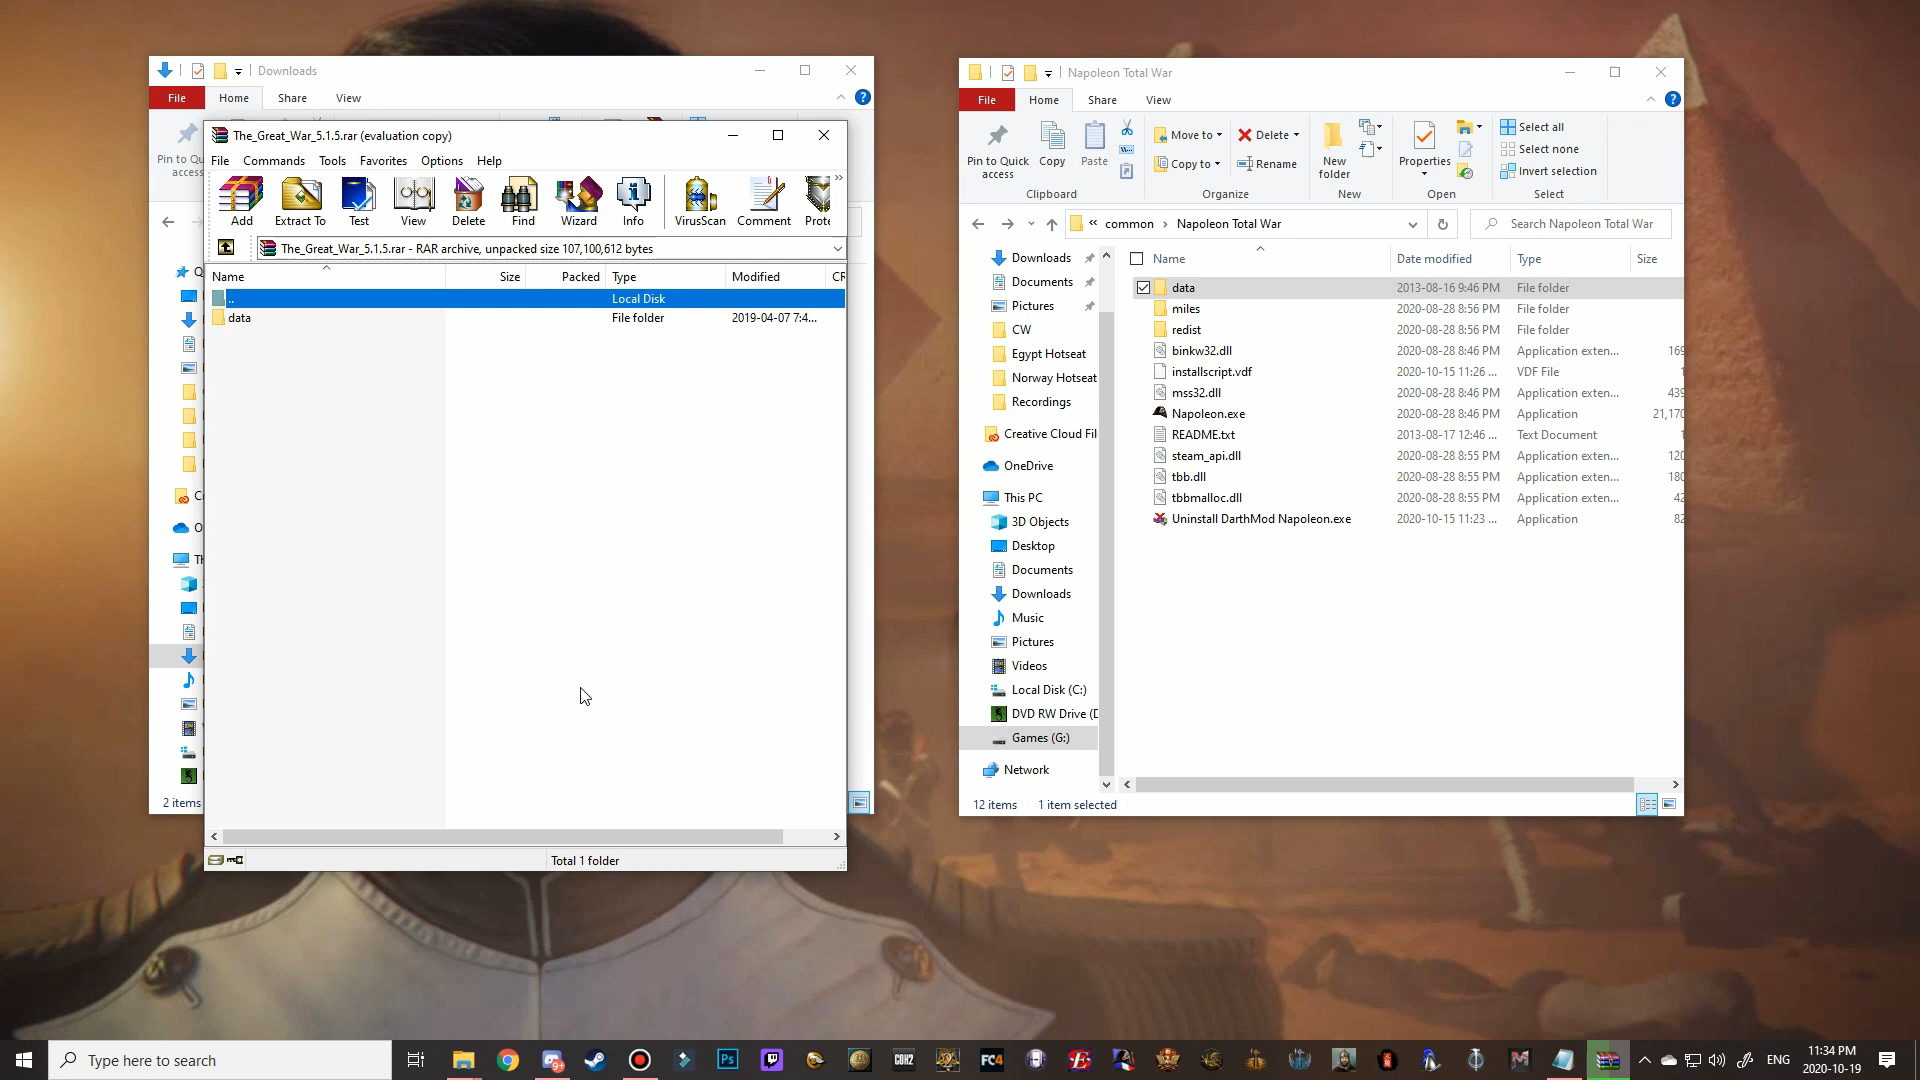 Downloads
File Home Share View
Pin to Qu
access
The_Great_War_5.1.5.rar (evaluation copy)
File Commands Tools Favorites Options Help
Add Extract To Test View Delete Find Wizard Info VirusScan Comment Prote
The_Great_War_5.1.5.rar - RAR archive, unpacked size 107,100,612 bytes
Name Size Packed Type Modified CR
.. Local Disk
data File folder 2019-04-07 7:4...
Total 1 folder
2 items
Napoleon Total War
File Home Share View
Pin to Quick access
Copy
Paste
Clipboard
Move to
Copy to
Delete
Rename
Organize
New folder
New
Properties
Open
Select all
Select none
Invert selection
Select
« common > Napoleon Total War
Search Napoleon Total War
Downloads
Documents
Pictures
CW
Egypt Hotseat
Norway Hotseat
Recordings
Creative Cloud Fil
OneDrive
This PC
3D Objects
Desktop
Documents
Downloads
Music
Pictures
Videos
Local Disk (C:)
DVD RW Drive (D
Games (G:)
Network
Name Date modified Type Size
data 2013-08-16 9:46 PM File folder
miles 2020-08-28 8:56 PM File folder
redist 2020-08-28 8:56 PM File folder
binkw32.dll 2020-08-28 8:46 PM Application exten... 169
installscript.vdf 2020-10-15 11:26 ... VDF File 1
mss32.dll 2020-08-28 8:46 PM Application exten... 439
Napoleon.exe 2020-08-28 8:46 PM Application 21,170
README.txt 2013-08-17 12:46 ... Text Document 1
steam_api.dll 2020-08-28 8:55 PM Application exten... 120
tbb.dll 2020-08-28 8:55 PM Application exten... 180
tbbmalloc.dll 2020-08-28 8:55 PM Application exten... 42
Uninstall DarthMod Napoleon.exe 2020-10-15 11:23 ... Application 82
12 items 1 item selected
Type here to search
Ps
COH2
FC4
ENG
11:34 PM
2020-10-19